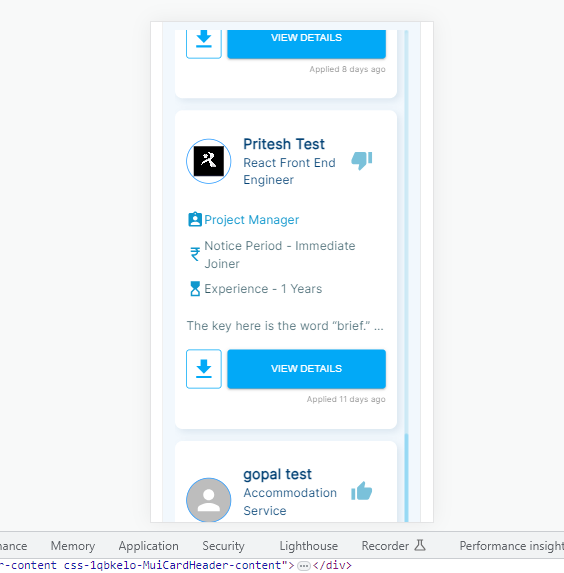 VIEW DETAILS
Applied 8 days ago
Pritesh Test
React Front End
Engineer
Project Manager
Notice Period - Immediate
Joiner
Experience - 1 Years
The key here is the word “brief.” ...
VIEW DETAILS
Applied 11 days ago
gopal test
Accommodation
Service
nance Memory Application Security Lighthouse Recorder Performance insight
r-content css-1qbkelo-MuiCardHeader-content">…</div>